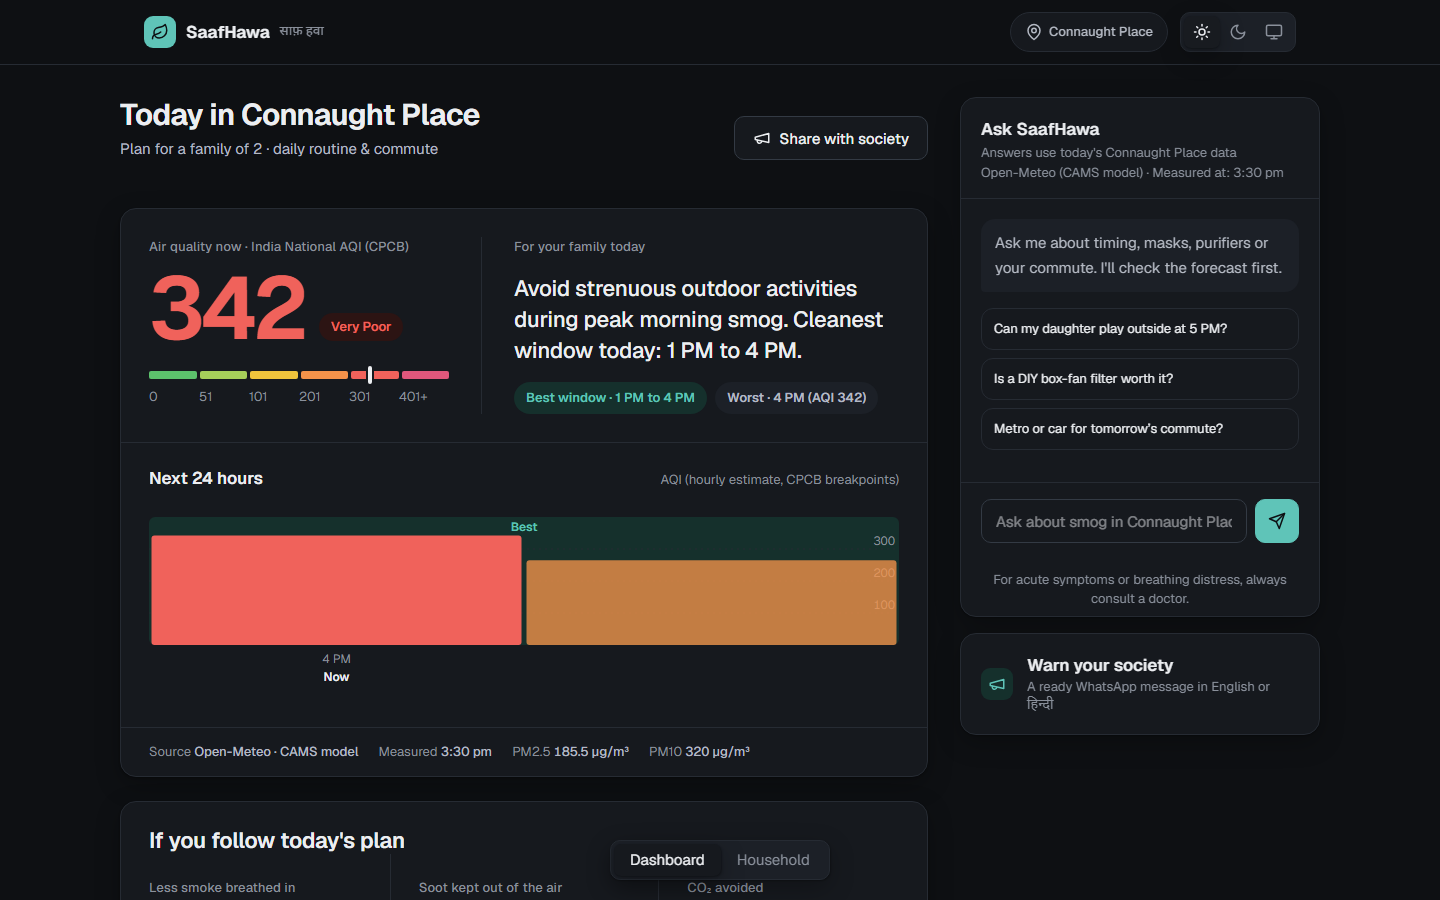 SaafHawa साफ़ हवा
Connaught Place
Today in Connaught Place
Plan for a family of 2 · daily routine & commute
Share with society
Air quality now · India National AQI (CPCB)
342
Very Poor
0 51 101 201 301 401+
For your family today
Avoid strenuous outdoor activities
during peak morning smog. Cleanest
window today: 1 PM to 4 PM.
Best window · 1 PM to 4 PM
Worst · 4 PM (AQI 342)
Next 24 hours
AQI (hourly estimate, CPCB breakpoints)
Best
300
200
100
4 PM
Now
Source Open-Meteo · CAMS model Measured 3:30 pm PM2.5 185.5 µg/m³ PM10 320 µg/m³
If you follow today's plan
Less smoke breathed in
Soot kept out of the air
CO₂ avoided
Dashboard
Household
Ask SaafHawa
Answers use today's Connaught Place data
Open-Meteo (CAMS model) · Measured at: 3:30 pm
Ask me about timing, masks, purifiers or
your commute. I'll check the forecast first.
Can my daughter play outside at 5 PM?
Is a DIY box-fan filter worth it?
Metro or car for tomorrow's commute?
Ask about smog in Connaught Plac
For acute symptoms or breathing distress, always
consult a doctor.
Warn your society
A ready WhatsApp message in English or
हिन्दी